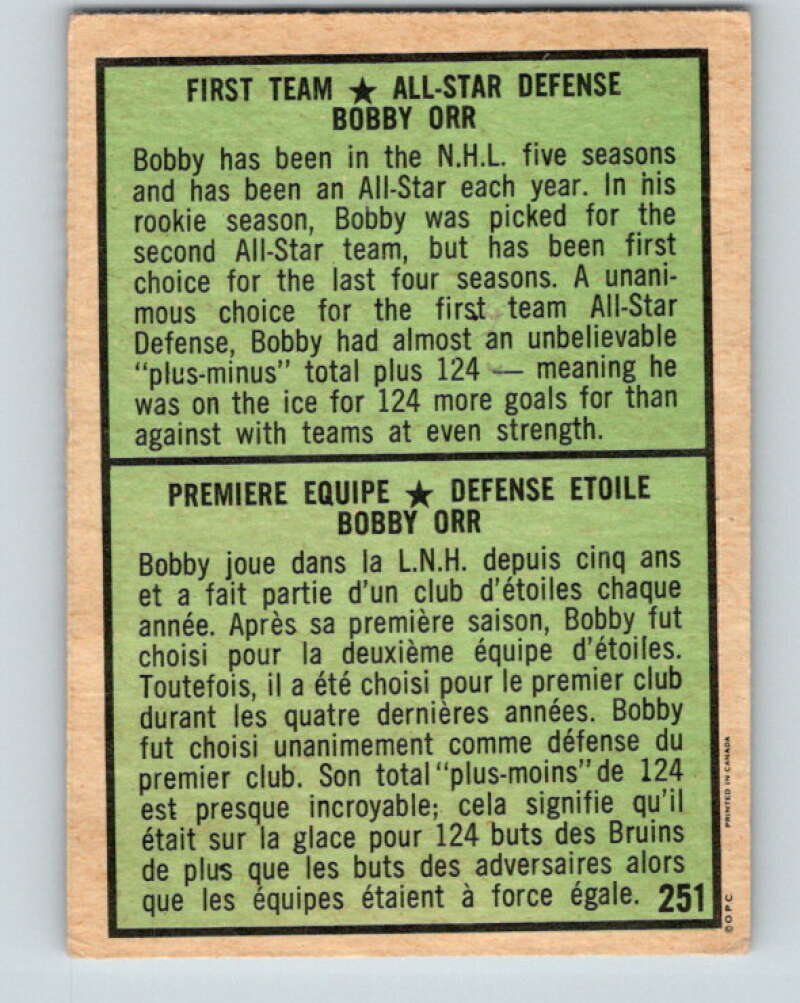 FIRST TEAM ★ ALL-STAR DEFENSE
BOBBY ORR
Bobby has been in the N.H.L. five seasons
and has been an All-Star each year. In his
rookie season, Bobby was picked for the
second All-Star team, but has been first
choice for the last four seasons. A unani-
mous choice for the first team All-Star
Defense, Bobby had almost an unbelievable
"plus-minus" total plus 124 — meaning he
was on the ice for 124 more goals for than
against with teams at even strength.
PREMIERE EQUIPE ★ DEFENSE ETOILE
BOBBY ORR
Bobby joue dans la L.N.H. depuis cinq ans
et a fait partie d'un club d'étoiles chaque
année. Après sa première saison, Bobby fut
choisi pour la deuxième équipe d'étoiles.
Toutefois, il a été choisi pour le premier club
durant les quatre dernières années. Bobby
fut choisi unanimement comme défense du
premier club. Son total "plus-moins" de 124
est presque incroyable; cela signifie qu'il
était sur la glace pour 124 buts des Bruins
de plus que les buts des adversaires alors
que les équipes étaient à force égale. 251
©O.P.C. PRINTED IN CANADA